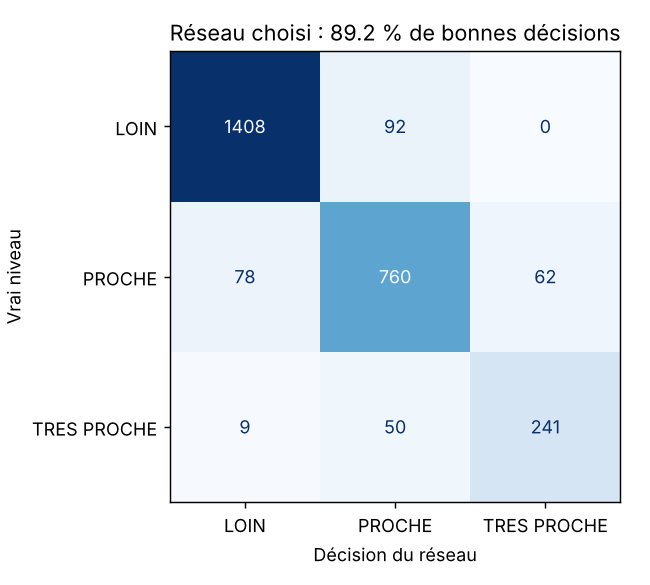 Réseau choisi : 89.2 % de bonnes décisions
Vrai niveau
LOIN 1408 92 0
PROCHE 78 760 62
TRES PROCHE 9 50 241
LOIN PROCHE TRES PROCHE
Décision du réseau